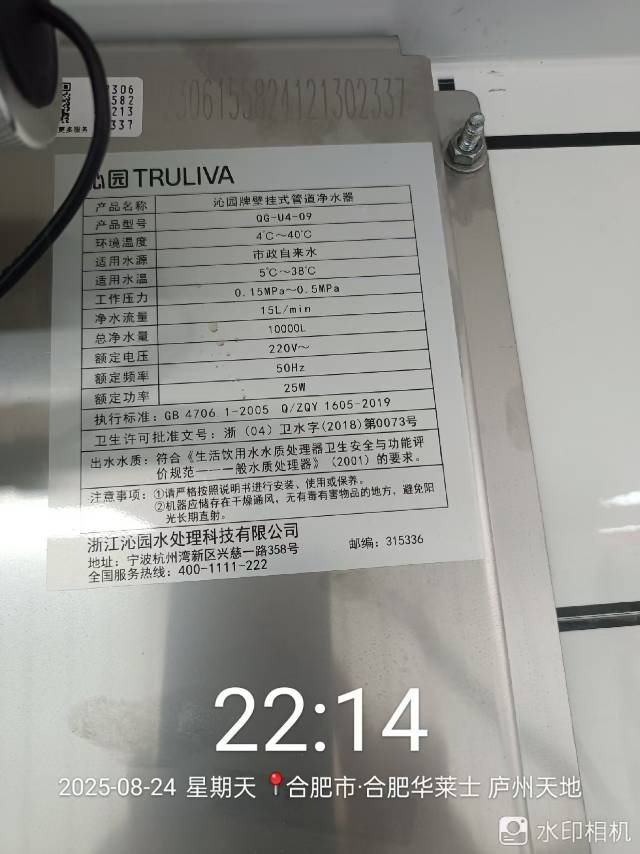 306
582
213
337
更多服务
3061558241 21302337
沁园 TRULIVA
产品名称 沁园牌壁挂式管道净水器
产品型号 QG-U4-09
环境温度 4℃~40℃
适用水源 市政自来水
适用水温 5℃~38℃
工作压力 0.15MPa~0.5MPa
净水流量 15L/min
总净水量 10000L
额定电压 220V~
额定频率 50Hz
额定功率 25W
执行标准: GB 4706.1-2005 Q/ZQY 1605-2019
卫生许可批准文号: 浙(04)卫水字(2018)第0073号
出水水质: 符合《生活饮用水水质处理器卫生安全与功能评
价规范——一般水质处理器》(2001)的要求。
注意事项: ①请严格按照说明书进行安装、使用或保养。
②机器应储存在干燥通风,无有毒有害物品的地方,避免阳
光长期直射。
浙江沁园水处理科技有限公司
地址: 宁波杭州湾新区兴慈一路358号 邮编: 315336
全国服务热线: 400-1111-222
22:14
2025-08-24 星期天 合肥市·合肥华莱士 庐州天地
水印相机